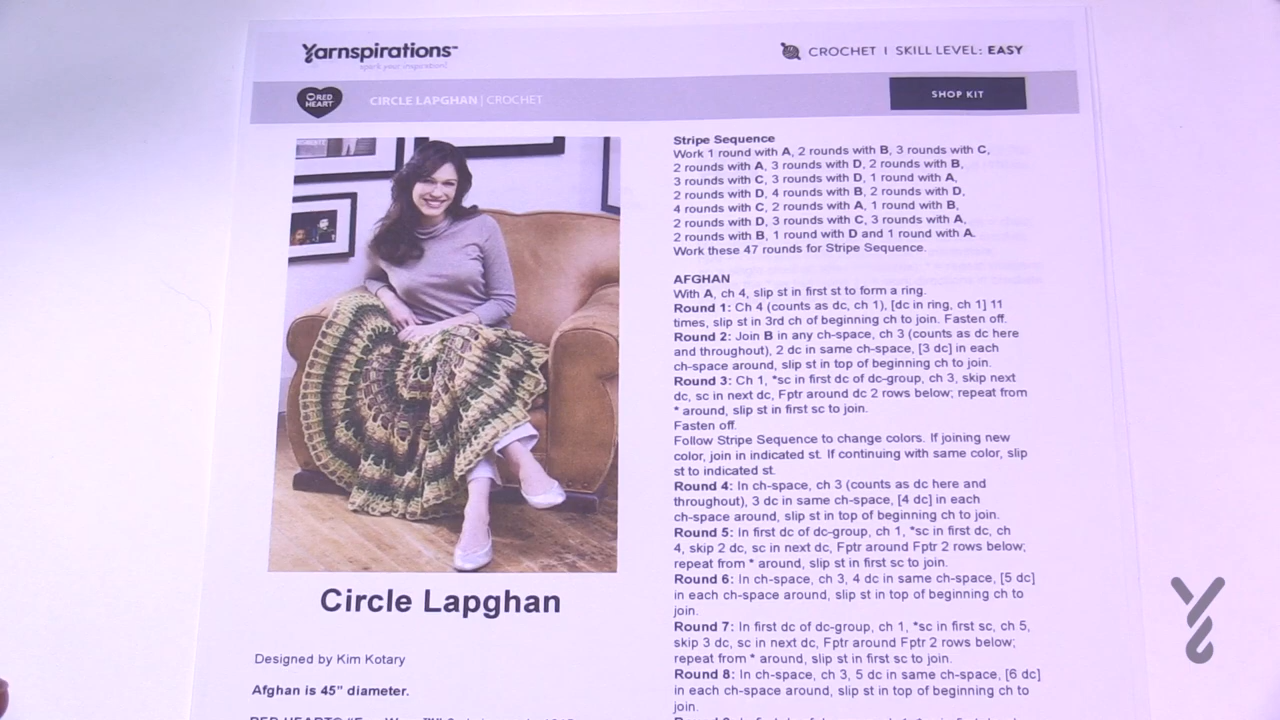 Yarnspirations™
spark your inspiration!
CROCHET I SKILL LEVEL: EASY
RED HEART
CIRCLE LAPGHAN | CROCHET
SHOP KIT
Circle Lapghan
Designed by Kim Kotary
Afghan is 45" diameter.
Stripe Sequence
Work 1 round with A, 2 rounds with B, 3 rounds with C,
2 rounds with A, 3 rounds with D, 2 rounds with B,
3 rounds with C, 3 rounds with D, 1 round with A,
2 rounds with D, 4 rounds with B, 2 rounds with D,
4 rounds with C, 2 rounds with A, 1 round with B,
2 rounds with D, 3 rounds with C, 3 rounds with A,
2 rounds with B, 1 round with D and 1 round with A.
Work these 47 rounds for Stripe Sequence.
AFGHAN
With A, ch 4, slip st in first st to form a ring.
Round 1: Ch 4 (counts as dc, ch 1), [dc in ring, ch 1] 11
times, slip st in 3rd ch of beginning ch to join. Fasten off.
Round 2: Join B in any ch-space, ch 3 (counts as dc here
and throughout), 2 dc in same ch-space, [3 dc] in each
ch-space around, slip st in top of beginning ch to join.
Round 3: Ch 1, *sc in first dc of dc-group, ch 3, skip next
dc, sc in next dc, Fptr around dc 2 rows below; repeat from
* around, slip st in first sc to join.
Fasten off.
Follow Stripe Sequence to change colors. If joining new
color, join in indicated st. If continuing with same color, slip
st to indicated st.
Round 4: In ch-space, ch 3 (counts as dc here and
throughout), 3 dc in same ch-space, [4 dc] in each
ch-space around, slip st in top of beginning ch to join.
Round 5: In first dc of dc-group, ch 1, *sc in first dc, ch
4, skip 2 dc, sc in next dc, Fptr around Fptr 2 rows below;
repeat from * around, slip st in first sc to join.
Round 6: In ch-space, ch 3, 4 dc in same ch-space, [5 dc]
in each ch-space around, slip st in top of beginning ch to
join.
Round 7: In first dc of dc-group, ch 1, *sc in first sc, ch 5,
skip 3 dc, sc in next dc, Fptr around Fptr 2 rows below;
repeat from * around, slip st in first sc to join.
Round 8: In ch-space, ch 3, 5 dc in same ch-space, [6 dc]
in each ch-space around, slip st in top of beginning ch to
join.